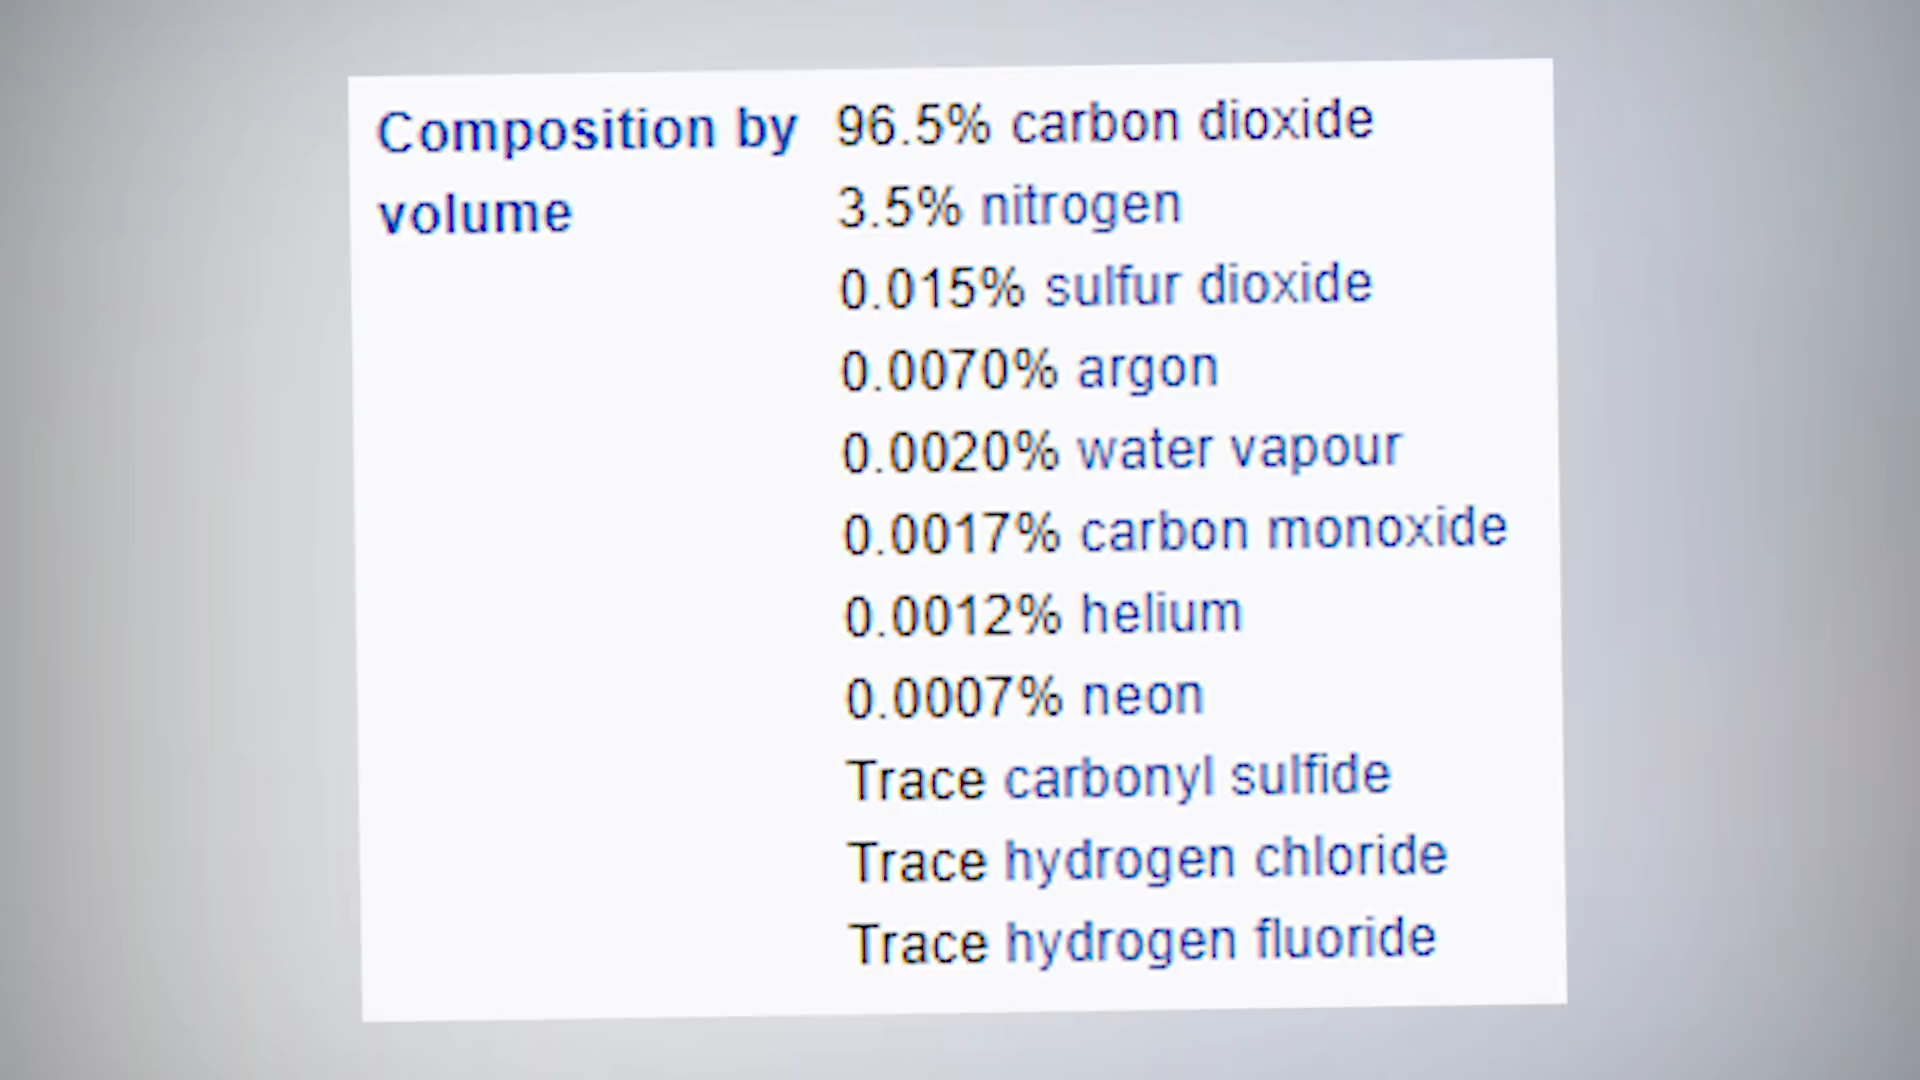 Composition by volume
96.5% carbon dioxide
3.5% nitrogen
0.015% sulfur dioxide
0.0070% argon
0.0020% water vapour
0.0017% carbon monoxide
0.0012% helium
0.0007% neon
Trace carbonyl sulfide
Trace hydrogen chloride
Trace hydrogen fluoride